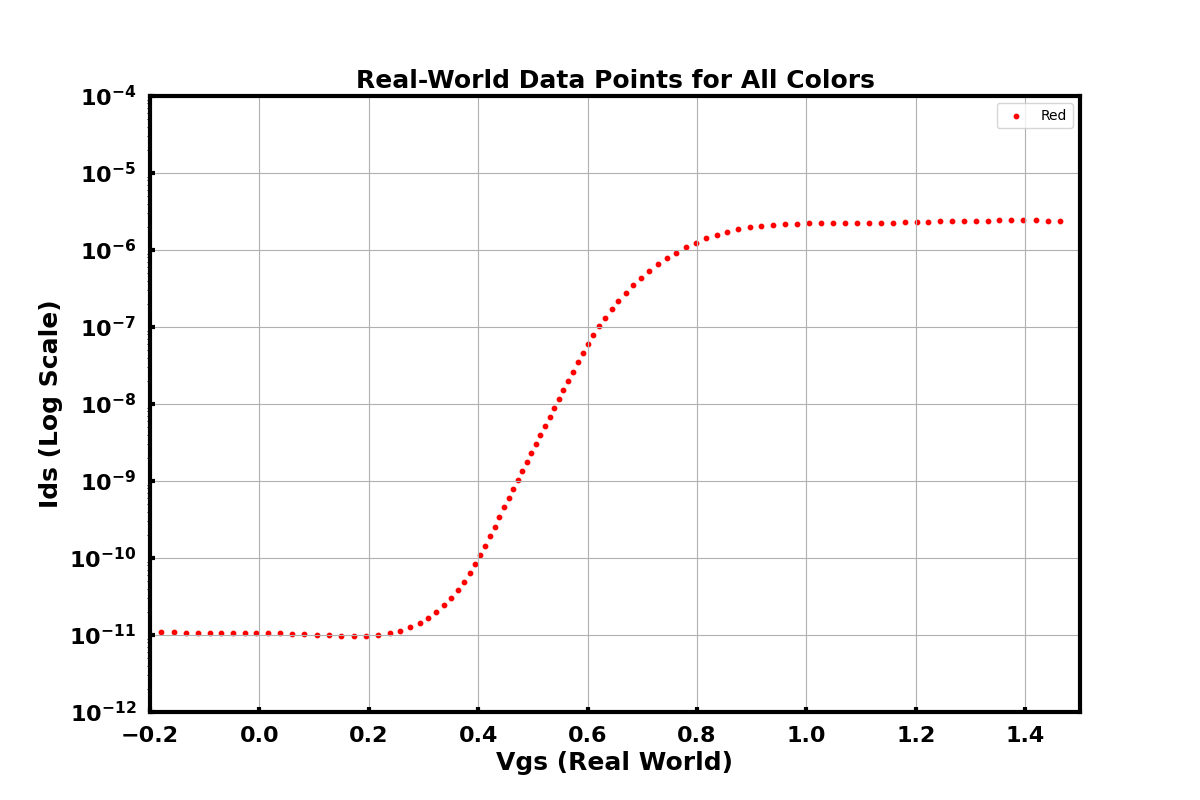 Real-World Data Points for All Colors
Red
10⁻⁴
10⁻⁵
10⁻⁶
10⁻⁷
10⁻⁸
10⁻⁹
10⁻¹⁰
10⁻¹¹
10⁻¹²
Ids (Log Scale)
−0.2 0.0 0.2 0.4 0.6 0.8 1.0 1.2 1.4
Vgs (Real World)